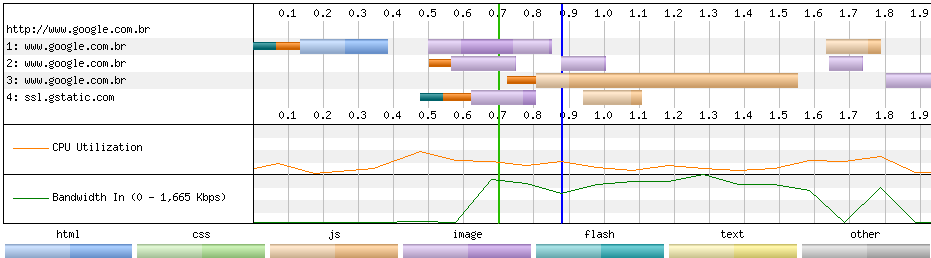 0.1 0.2 0.3 0.4 0.5 0.6 0.7 0.8 0.9 1.0 1.1 1.2 1.3 1.4 1.5 1.6 1.7 1.8 1.9
http://www.google.com.br
1: www.google.com.br
2: www.google.com.br
3: www.google.com.br
4: ssl.gstatic.com
0.1 0.2 0.3 0.4 0.5 0.6 0.7 0.8 0.9 1.0 1.1 1.2 1.3 1.4 1.5 1.6 1.7 1.8 1.9
CPU Utilization
Bandwidth In (0 - 1,665 Kbps)
html css js image flash text other